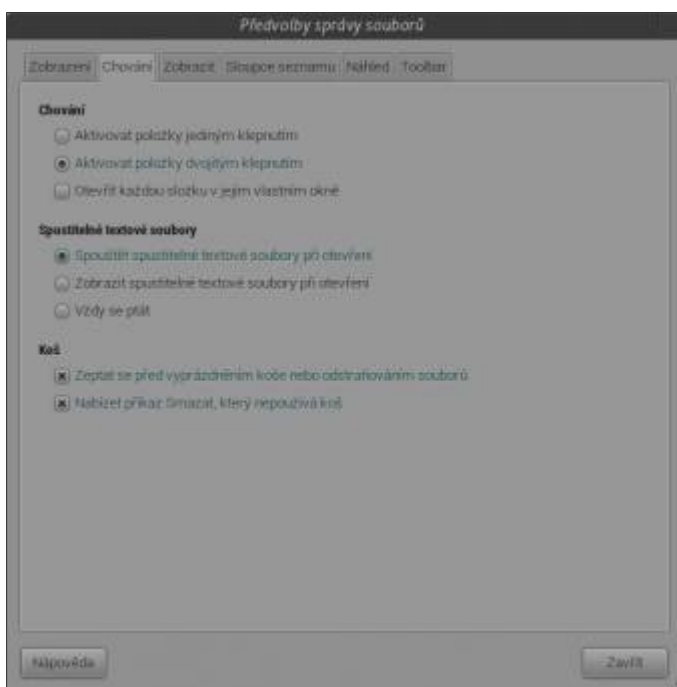 Předvolby správy souborů
Zobrazení Chování Zobrazit Sloupce seznamu Náhled Toolbar
Chování
Aktivovat položky jediným klepnutím
Aktivovat položky dvojitým klepnutím
Otevřít každou složku v jejím vlastním okně
Spustitelné textové soubory
Spouštět spustitelné textové soubory při otevření
Zobrazit spustitelné textové soubory při otevření
Vždy se ptát
Koš
Zeptat se před vyprázdněním koše nebo odstraňováním souborů
Nabízet příkaz Smazat, který nepoužívá koš
Nápověda Zavřít